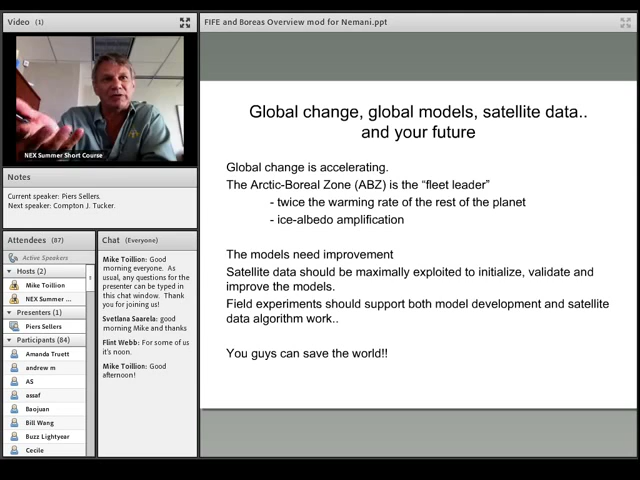 Video (1)
NEX Summer Short Course
Notes
Current speaker: Piers Sellers.
Next speaker: Compton J. Tucker.
Attendees (87)
Active Speakers
Hosts (2)
Mike Toillion
NEX Summer ...
Presenters (1)
Piers Sellers
Participants (84)
Amanda Truett
andrew m
AS
assaf
Baojuan
Bill Wang
Buzz Lightyear
Cecile
Chat (Everyone)
Mike Toillion: Good
morning everyone. As
usual, any questions for the
presenter can be typed in
this chat window. Thank
you for joining us!
Svetlana Saarela: good
morning Mike and thanks
Flint Webb: For some of us
it's noon.
Mike Toillion: Good
afternoon!
FIFE and Boreas Overview mod for Nemani.ppt
Global change, global models, satellite data..
and your future
Global change is accelerating.
The Arctic-Boreal Zone (ABZ) is the “fleet leader”
- twice the warming rate of the rest of the planet
- ice-albedo amplification
The models need improvement
Satellite data should be maximally exploited to initialize, validate and
improve the models.
Field experiments should support both model development and satellite
data algorithm work..
You guys can save the world!!